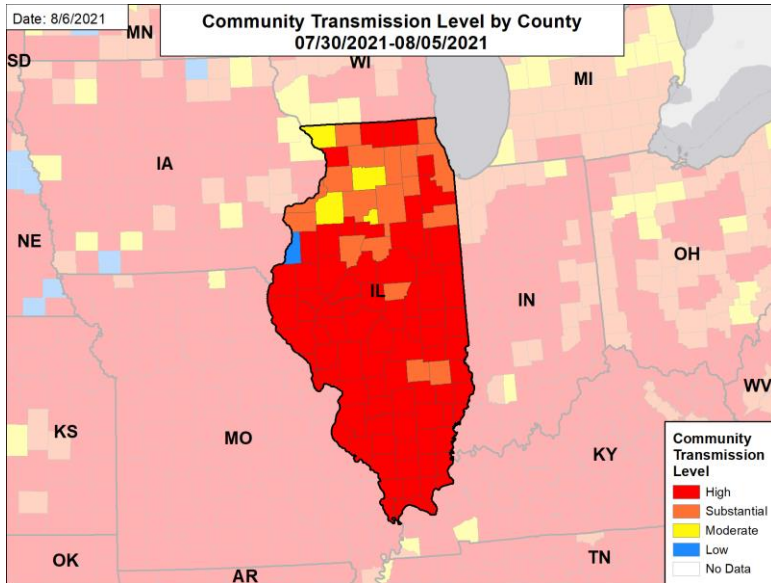 Date: 8/6/2021
Community Transmission Level by County
07/30/2021-08/05/2021
MN
SD
WI
MI
IA
NE
IL
IN
OH
WV
KS
MO
KY
OK
AR
TN
Community
Transmission
Level
High
Substantial
Moderate
Low
No Data